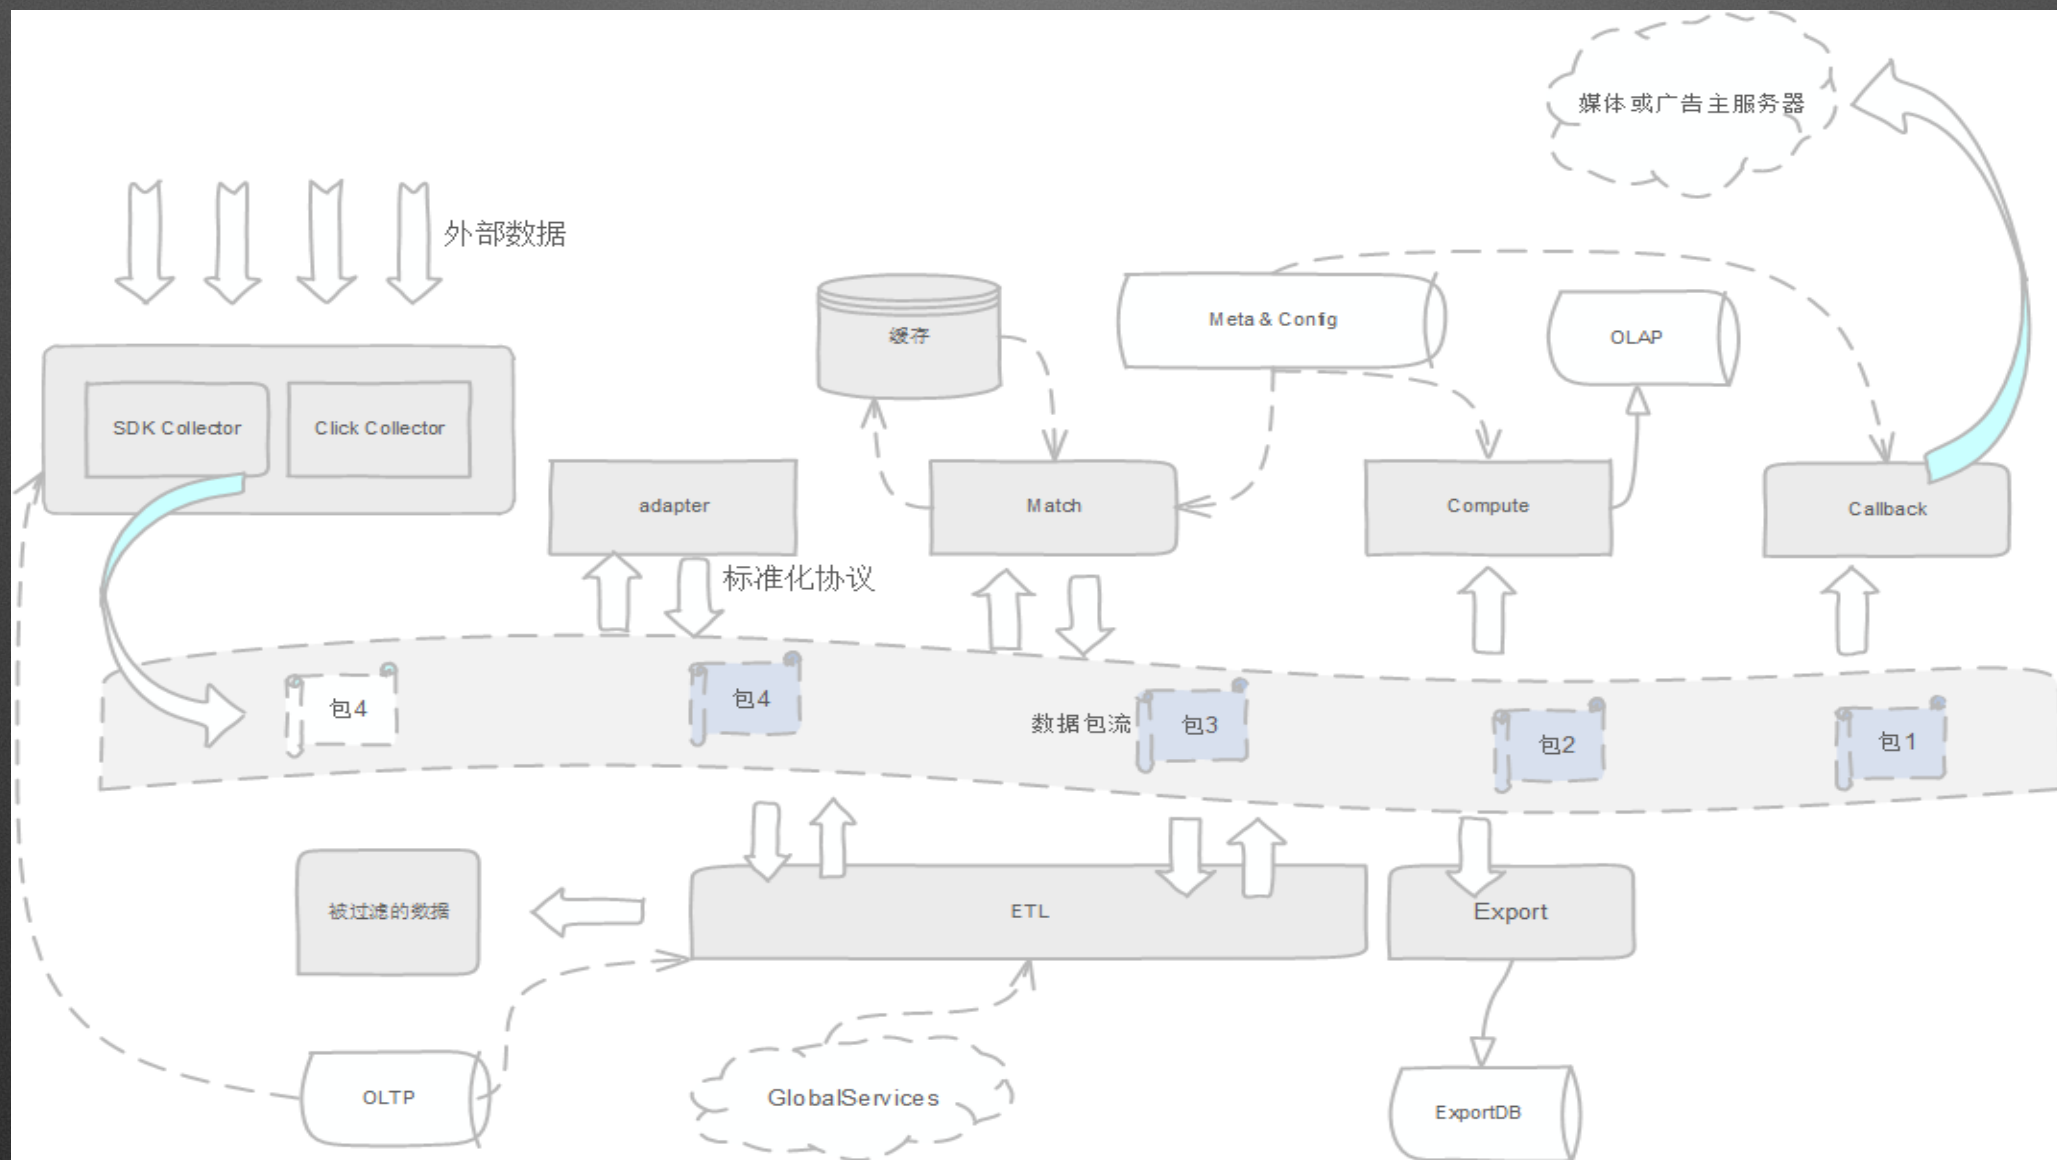 媒体或广告主服务器
外部数据
缓存
Meta & Config
OLAP
SDK Collector
Click Collector
adapter
Match
Compute
Callback
标准化协议
包4
包4
数据包流
包3
包2
包1
被过滤的数据
ETL
Export
OLTP
GlobalServices
ExportDB